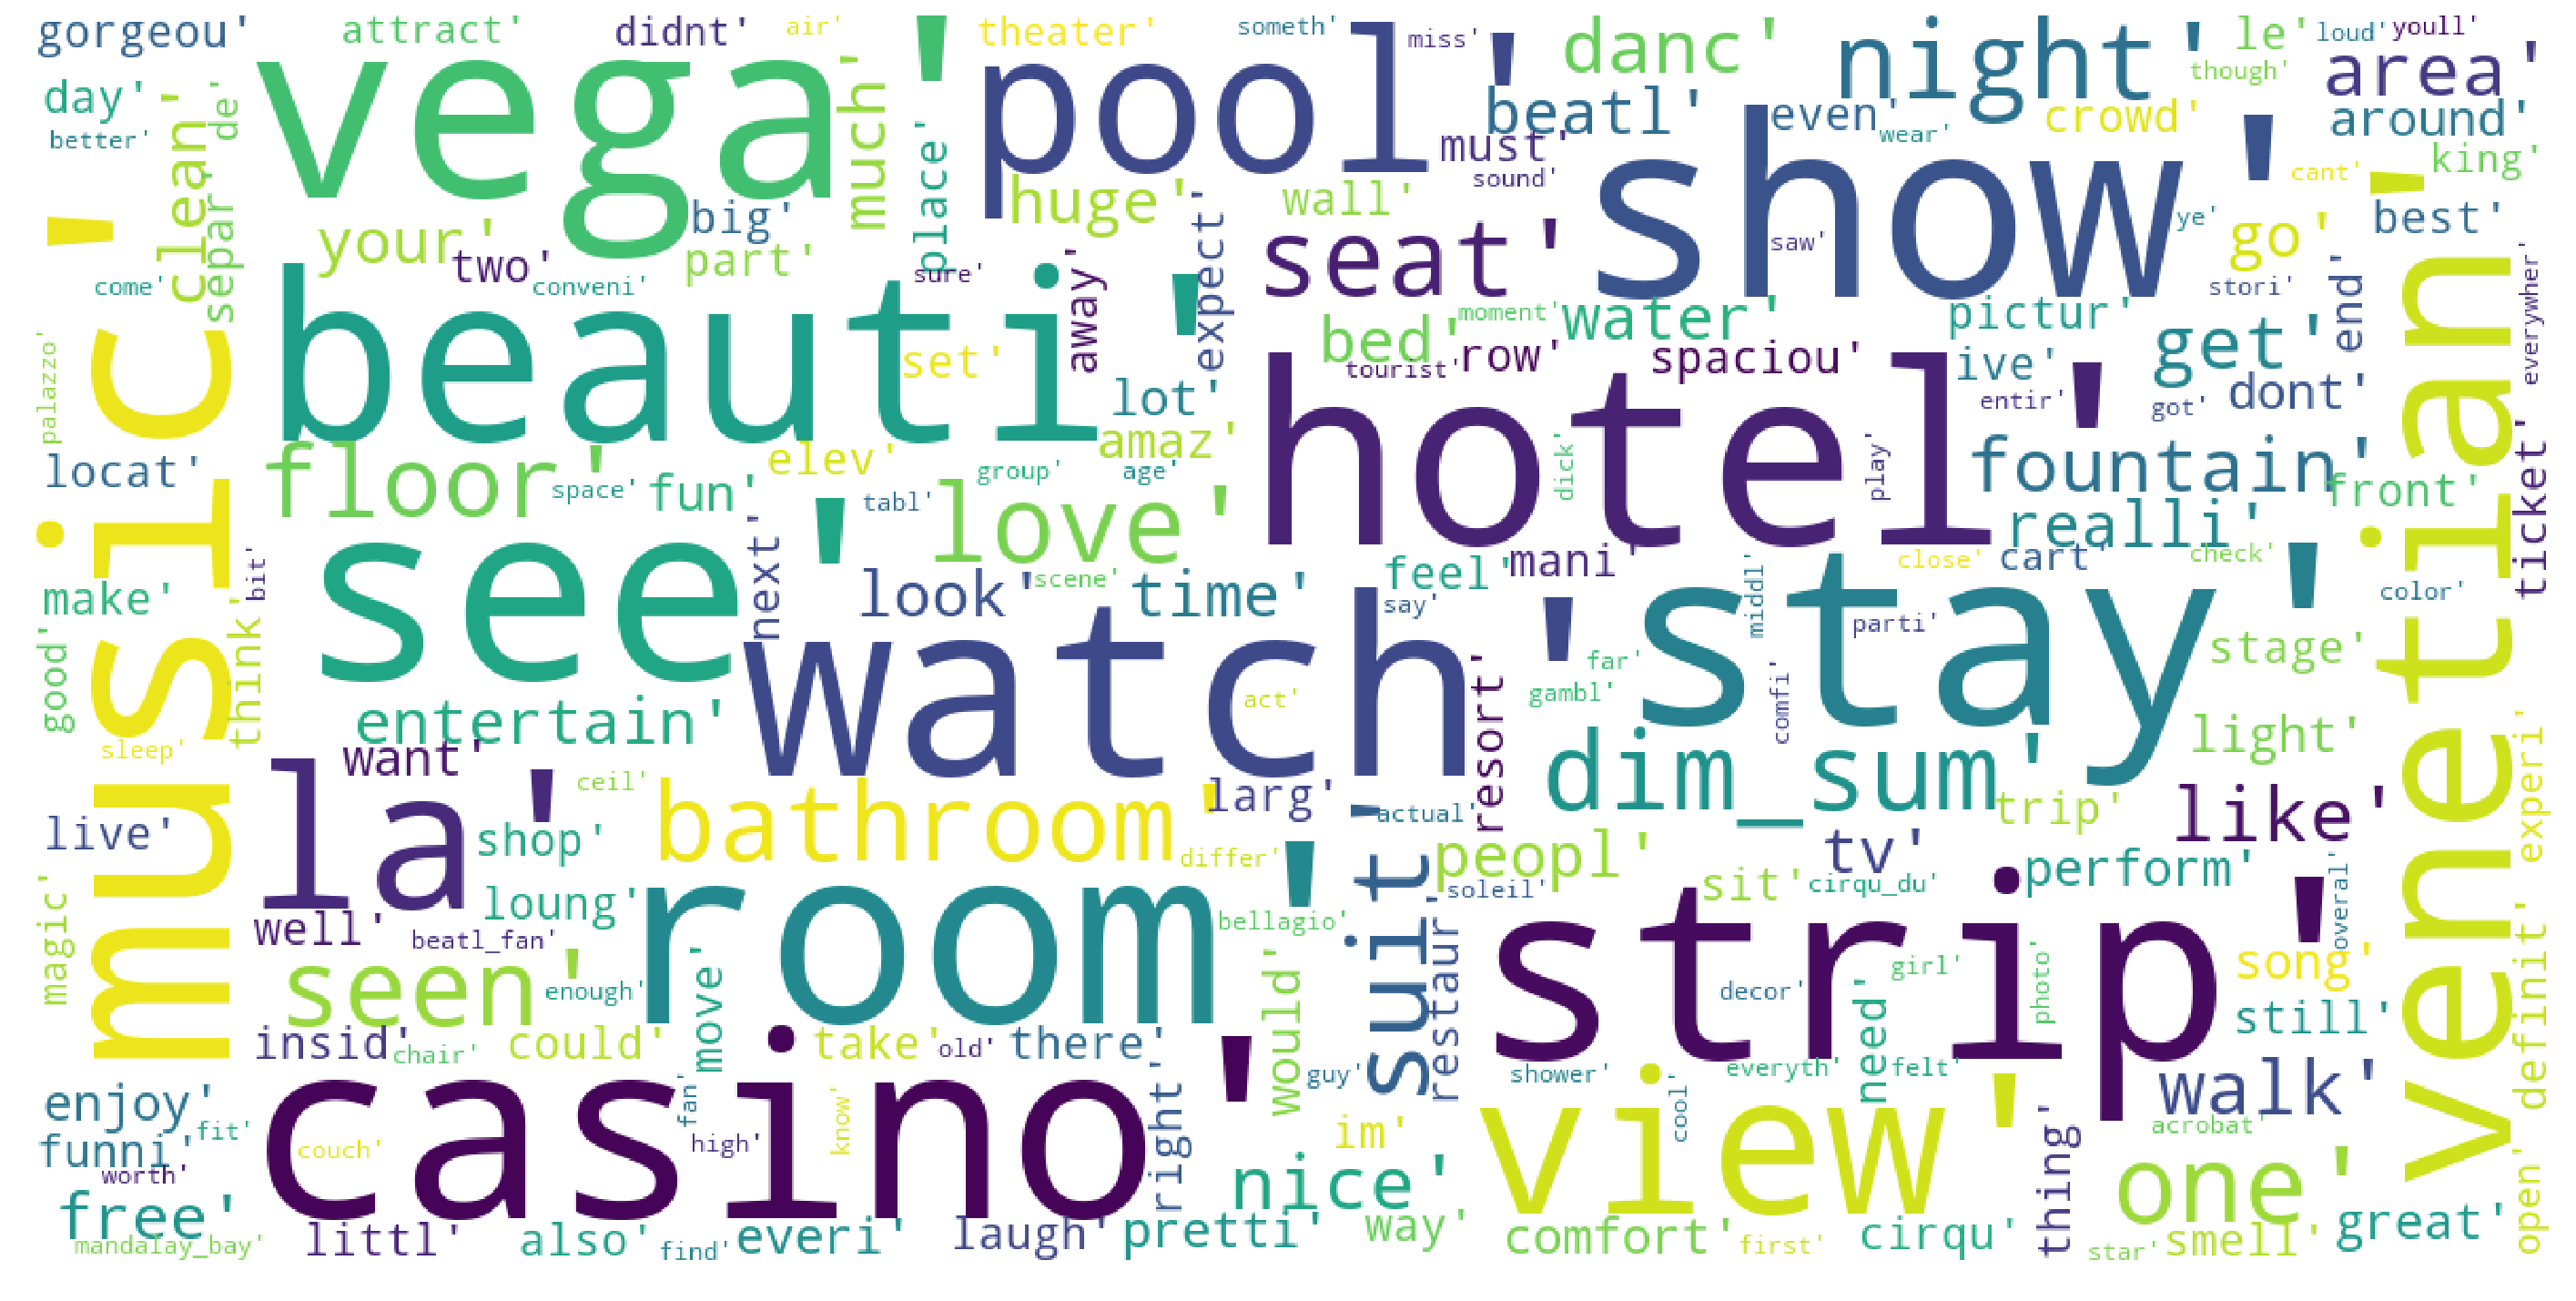 gorgeou'
attract'
didnt'
air'
theater'
someth'
miss'
danc'
night'
le'
loud'
youll'
though'
area'
day'
better'
clean'
de'
separ'
vega'
much'
place'
pool'
beatl'
must'
sound'
even'
wear'
crowd'
around'
king'
cant'
show'
huge'
wall'
big'
your'
two'
part'
conveni'
sure'
come'
expect'
away'
seat'
saw'
ye'
go'
best'
stori'
everywher'
music'
beauti'
set'
lot'
amaz'
bed'
moment'
water'
tourist'
row'
spaciou'
pictur'
ive'
entir'
get'
got'
end'
dont'
palazzo'
locat'
floor'
space'
fun'
elev'
tabl'
group'
age'
love'
hotel'
dick'
play'
fountain'
realli'
front'
ticket'
venetian'
bit'
make'
think'
good'
see'
next'
look'
scene'
time'
feel'
say'
mani'
close'
cart'
check'
color'
middl'
parti'
stay'
stage'
entertain'
watch'
act'
resort'
far'
gambl'
comfi'
light'
experi'
sleep'
want'
la'
ceil'
bathroom'
larg'
actual'
dim_sum'
trip'
like'
live'
shop'
differ'
suit'
peopl'
tv'
sit'
cirqu_du'
perform'
overal'
magic'
well'
loung'
beatl_fan'
room'
bellagio'
soleil'
restaur'
strip'
girl'
decor'
photo'
song'
still'
definit'
seen'
enough'
move'
would'
need'
insid'
chair'
could'
take'
old'
there'
guy'
shower'
everyth'
felt'
walk'
enjoy'
funni'
fit'
worth'
casino'
couch'
fan'
high'
know'
right'
im'
view'
cool'
thing'
acrobat'
one'
free'
mandalay_bay'
littl'
also'
find'
everi'
laugh'
pretti'
nice'
way'
comfort'
first'
cirqu'
star'
smell'
great'
open'